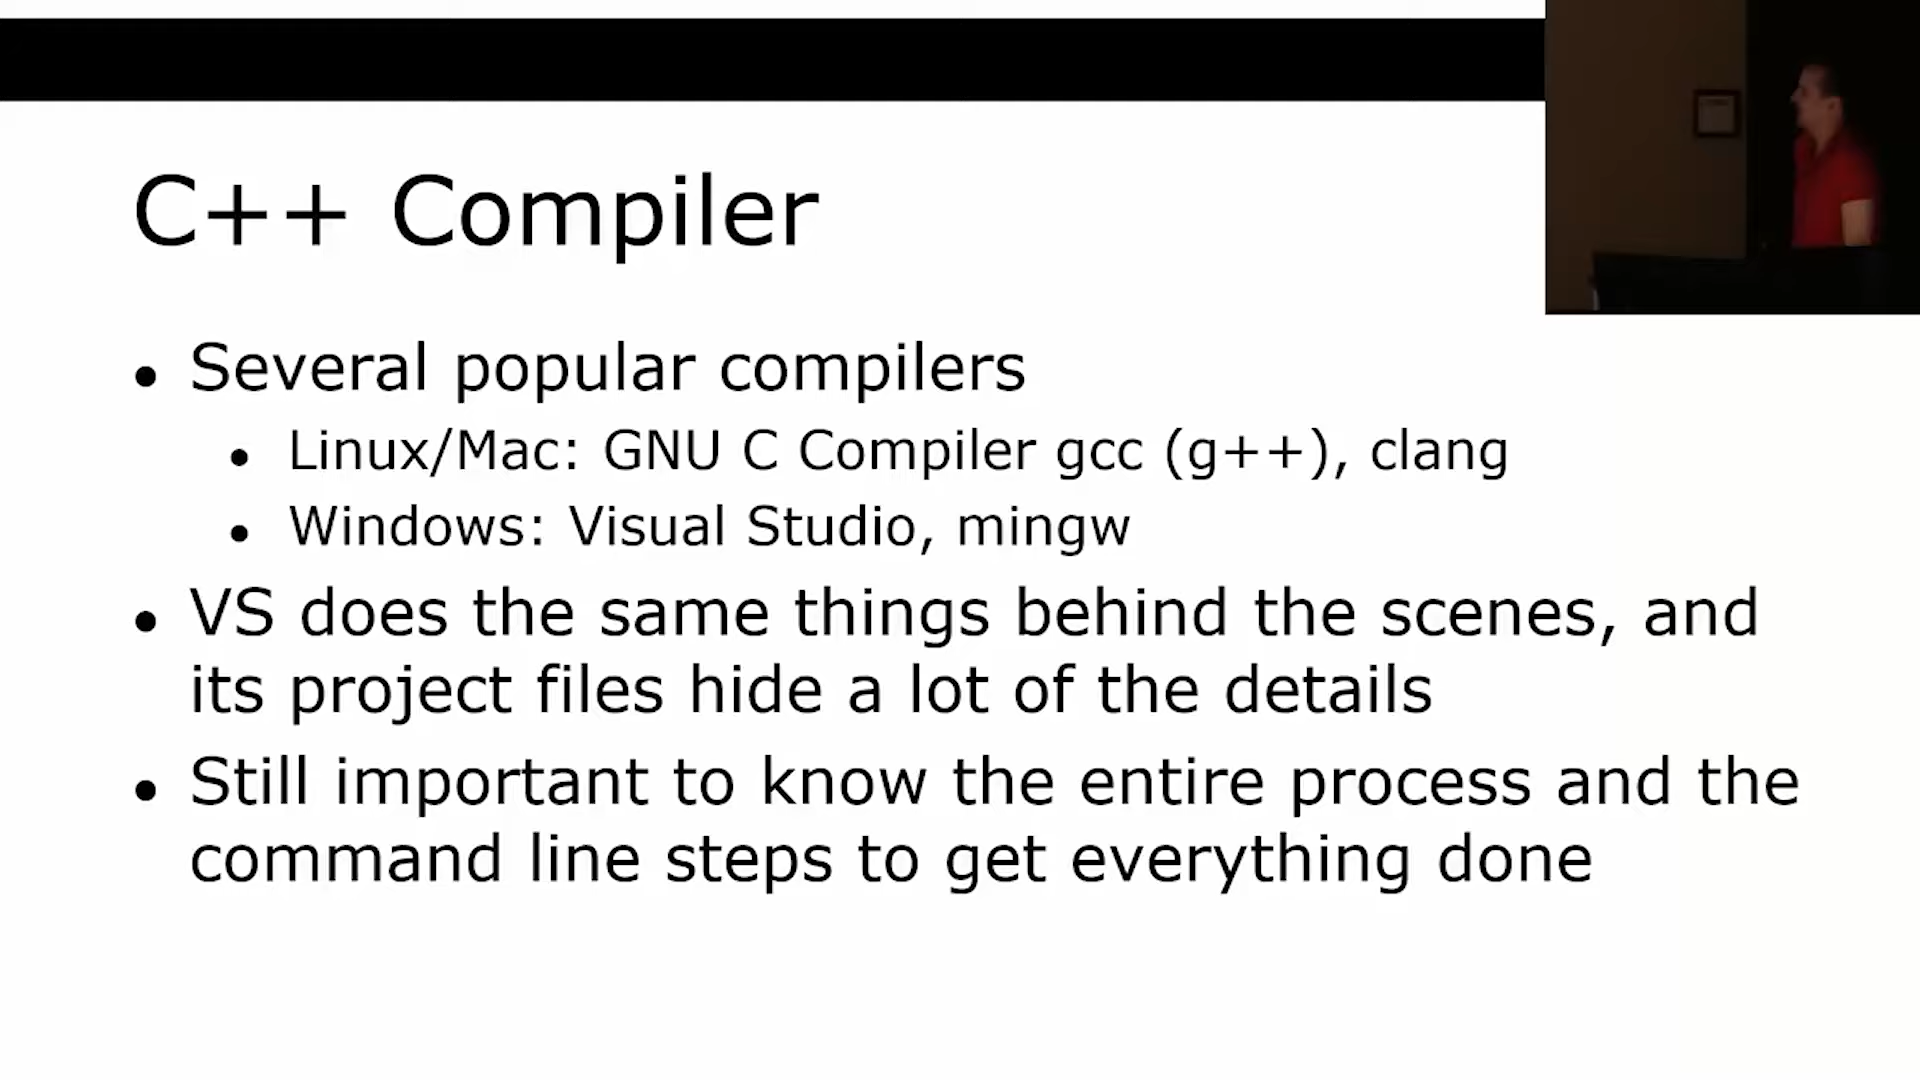 C++ Compiler
• Several popular compilers
• Linux/Mac: GNU C Compiler gcc (g++), clang
• Windows: Visual Studio, mingw
• VS does the same things behind the scenes, and
its project files hide a lot of the details
• Still important to know the entire process and the
command line steps to get everything done